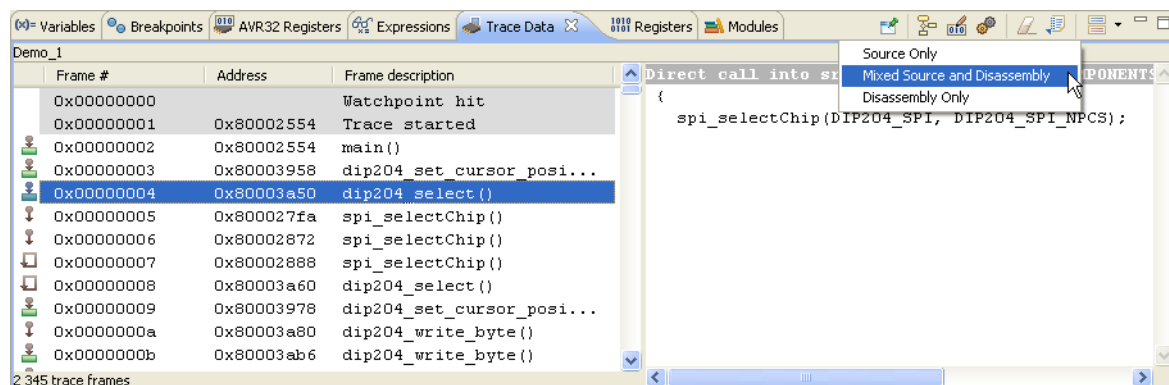 (x)= Variables Breakpoints AVR32 Registers Expressions Trace Data Registers Modules
Demo_1
Source Only
Mixed Source and Disassembly
Disassembly Only
Frame # Address Frame description
Direct call into
{
spi_selectChip(DIP204_SPI, DIP204_SPI_NPCS);
0x00000000 Watchpoint hit
0x00000001 0x80002554 Trace started
0x00000002 0x80002554 main()
0x00000003 0x80003958 dip204_set_cursor_posi...
0x00000004 0x80003a50 dip204_select()
0x00000005 0x800027fa spi_selectChip()
0x00000006 0x80002872 spi_selectChip()
0x00000007 0x80002888 spi_selectChip()
0x00000008 0x80003a60 dip204_select()
0x00000009 0x80003978 dip204_set_cursor_posi...
0x0000000a 0x80003a80 dip204_write_byte()
0x0000000b 0x80003ab6 dip204_write_byte()
2 345 trace frames